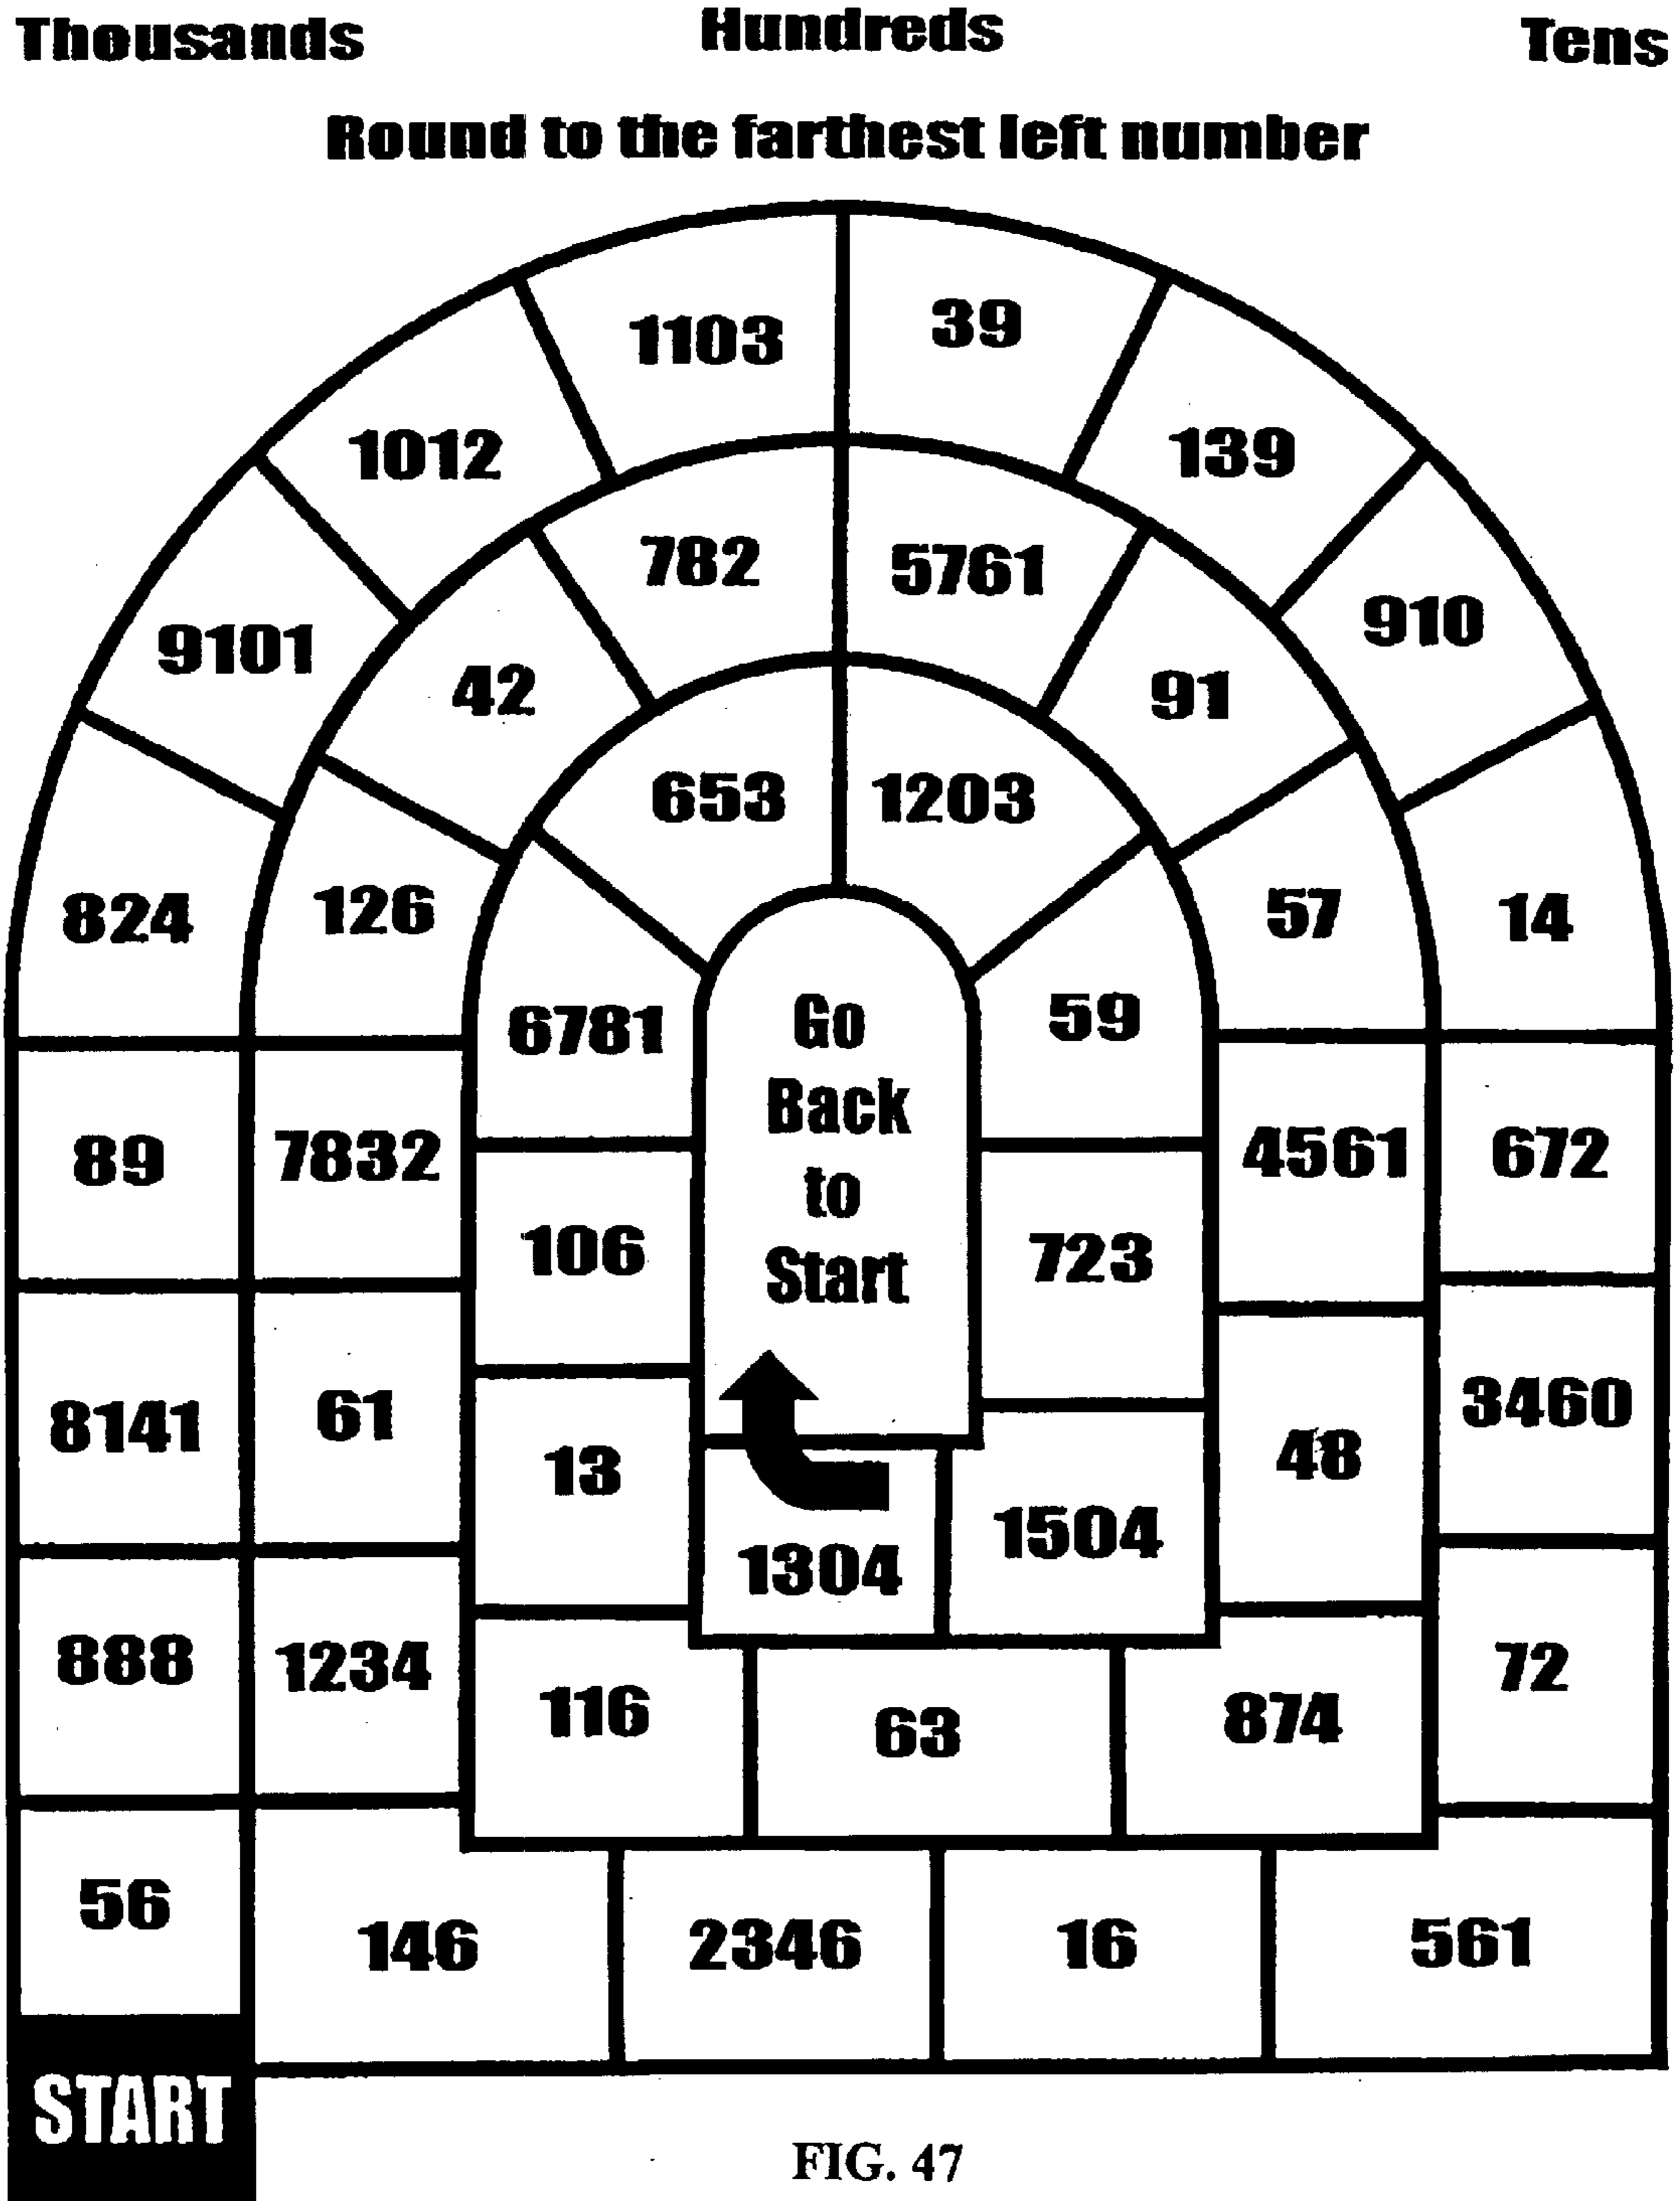 Thousands Hundreds Tens
Round to the farthest left number
1103 39
1012 139
782 5761
9101 910
42 91
653 1203
824 126 57 14
6781 Go 59
Back
89 7832 4561 672
to
106 723
Start
8141 61 3460
13 48
1504
1304
888 1234 72
116 63 874
56
146 2346 16 561
START
FIG. 47